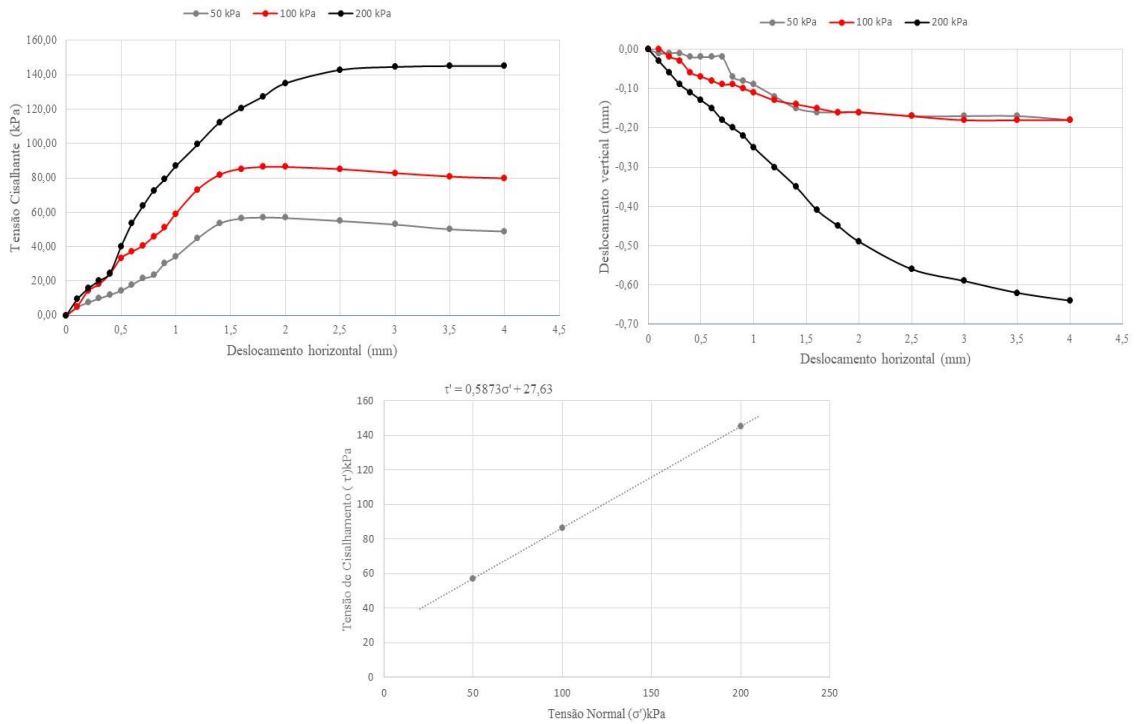 50 kPa 100 kPa 200 kPa
Tensão Cisalhante (kPa)
160,00
140,00
120,00
100,00
80,00
60,00
40,00
20,00
0,00
0 0,5 1 1,5 2 2,5 3 3,5 4 4,5
Deslocamento horizontal (mm)
50 kPa 100 kPa 200 kPa
Deslocamento vertical (mm)
0,00
-0,10
-0,20
-0,30
-0,40
-0,50
-0,60
-0,70
0 0,5 1 1,5 2 2,5 3 3,5 4 4,5
Deslocamento horizontal (mm)
τ' = 0,5873σ' + 27,63
Tensão de Cisalhamento ( τ')kPa
160
140
120
100
80
60
40
20
0
0 50 100 150 200 250
Tensão Normal (σ')kPa